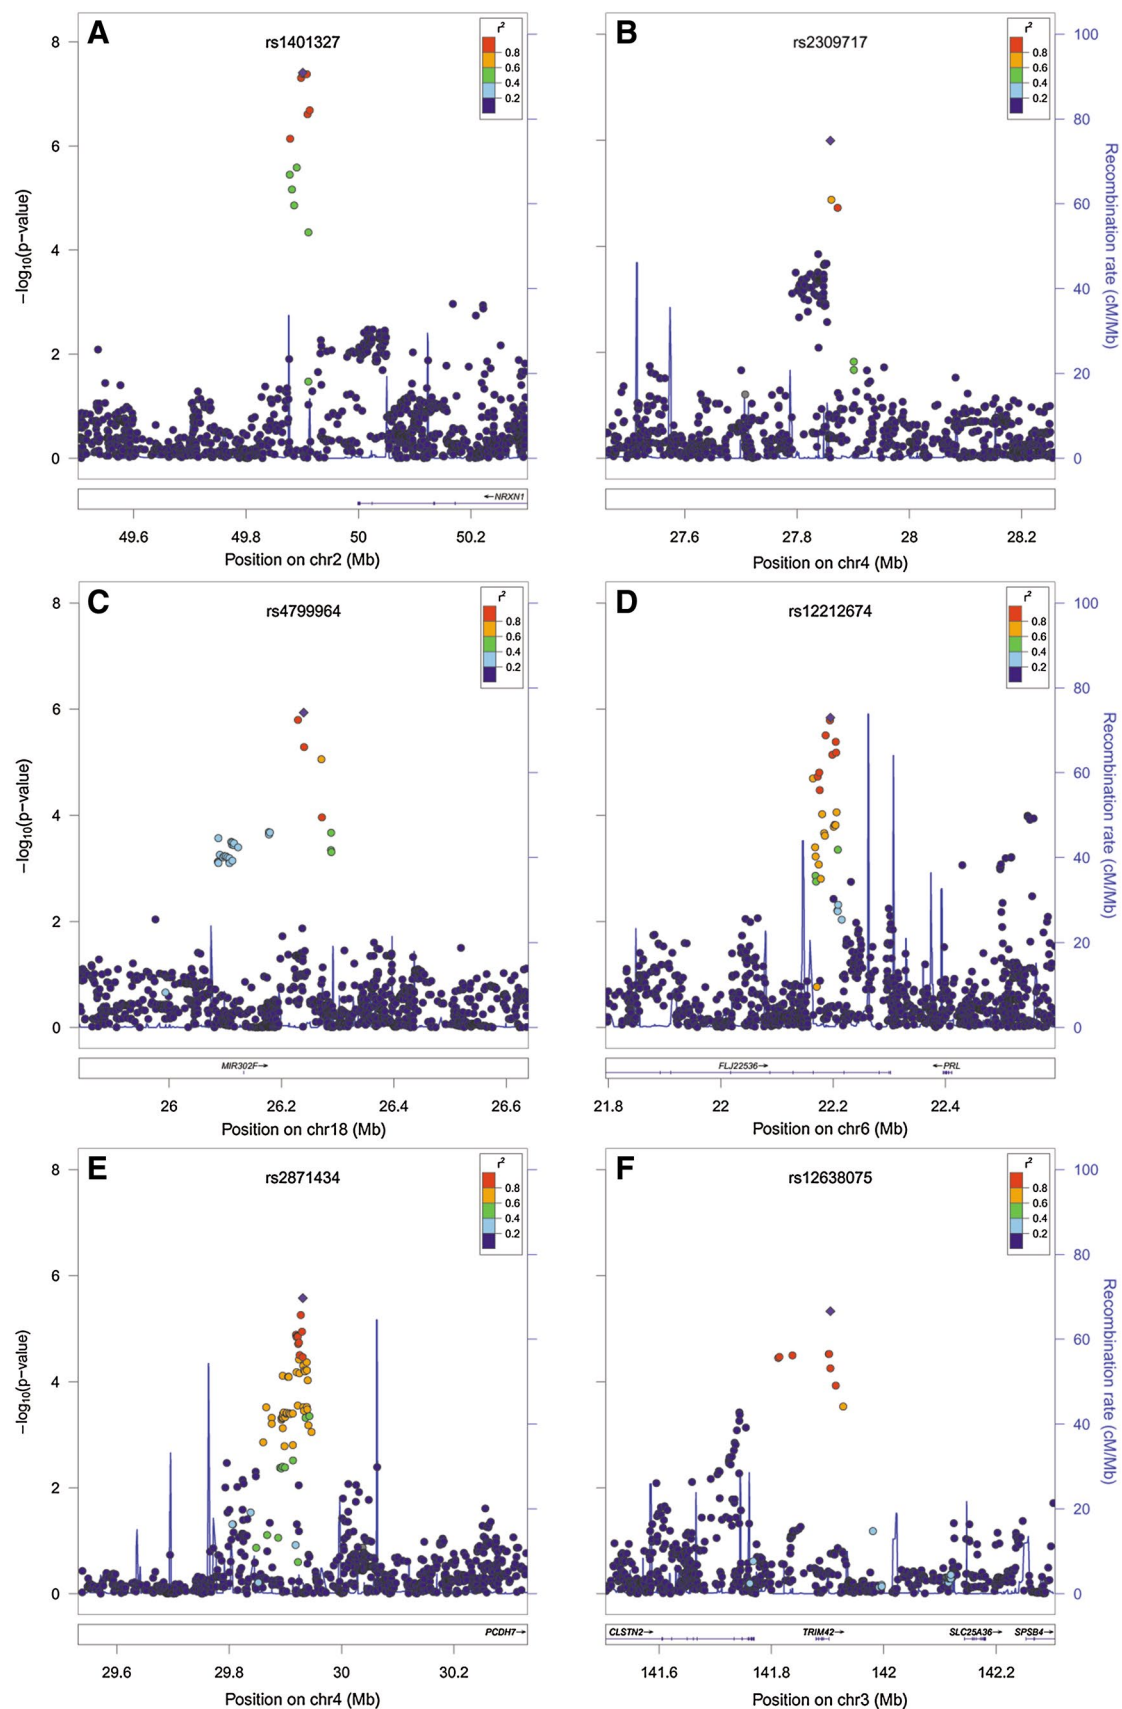 A
rs1401327
r²
0.8
0.6
0.4
0.2
8
6
4
2
0
−log₁₀(p−value)
←NRXN1
49.6 49.8 50 50.2
Position on chr2 (Mb)
B
rs2309717
r²
0.8
0.6
0.4
0.2
100
80
60
40
20
0
Recombination rate (cM/Mb)
27.6 27.8 28 28.2
Position on chr4 (Mb)
C
rs4799964
r²
0.8
0.6
0.4
0.2
8
6
4
2
0
−log₁₀(p−value)
MIR302F→
26 26.2 26.4 26.6
Position on chr18 (Mb)
D
rs12212674
r²
0.8
0.6
0.4
0.2
100
80
60
40
20
0
Recombination rate (cM/Mb)
FLJ22536→ ←PRL
21.8 22 22.2 22.4
Position on chr6 (Mb)
E
rs2871434
r²
0.8
0.6
0.4
0.2
8
6
4
2
0
−log₁₀(p−value)
PCDH7→
29.6 29.8 30 30.2
Position on chr4 (Mb)
F
rs12638075
r²
0.8
0.6
0.4
0.2
100
80
60
40
20
0
Recombination rate (cM/Mb)
CLSTN2→ TRIM42→ SLC25A36→ SPSB4→
141.6 141.8 142 142.2
Position on chr3 (Mb)